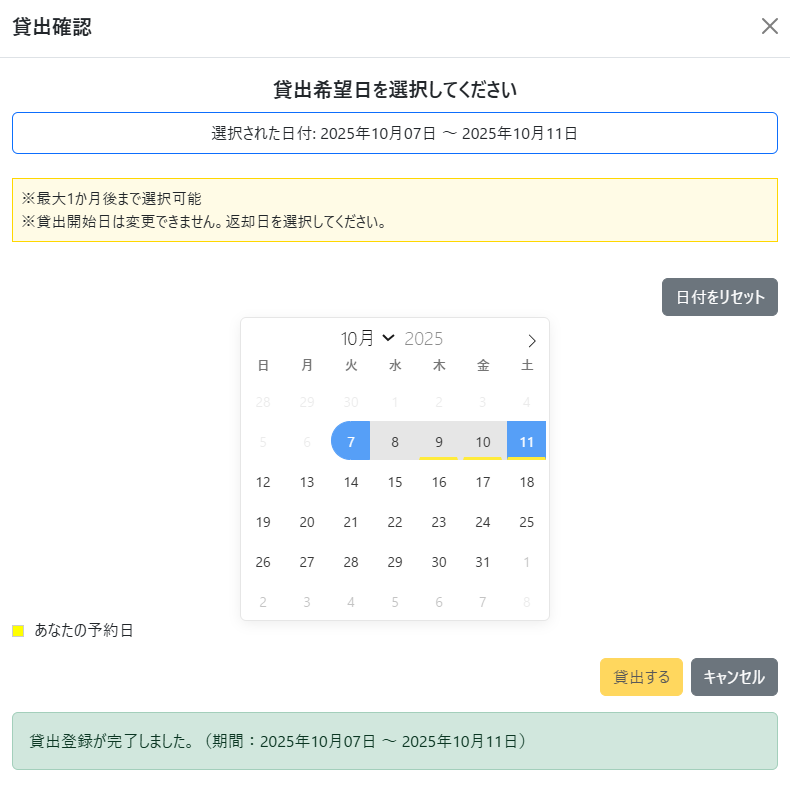 貸出確認
貸出希望日を選択してください
選択された日付: 2025年10月07日 ～ 2025年10月11日
※最大1か月後まで選択可能
※貸出開始日は変更できません。返却日を選択してください。
日付をリセット
10月 2025
日 月 火 水 木 金 土
28 29 30 1 2 3 4
5 6 7 8 9 10 11
12 13 14 15 16 17 18
19 20 21 22 23 24 25
26 27 28 29 30 31 1
2 3 4 5 6 7 8
あなたの予約日
貸出する キャンセル
貸出登録が完了しました。（期間：2025年10月07日 ～ 2025年10月11日）